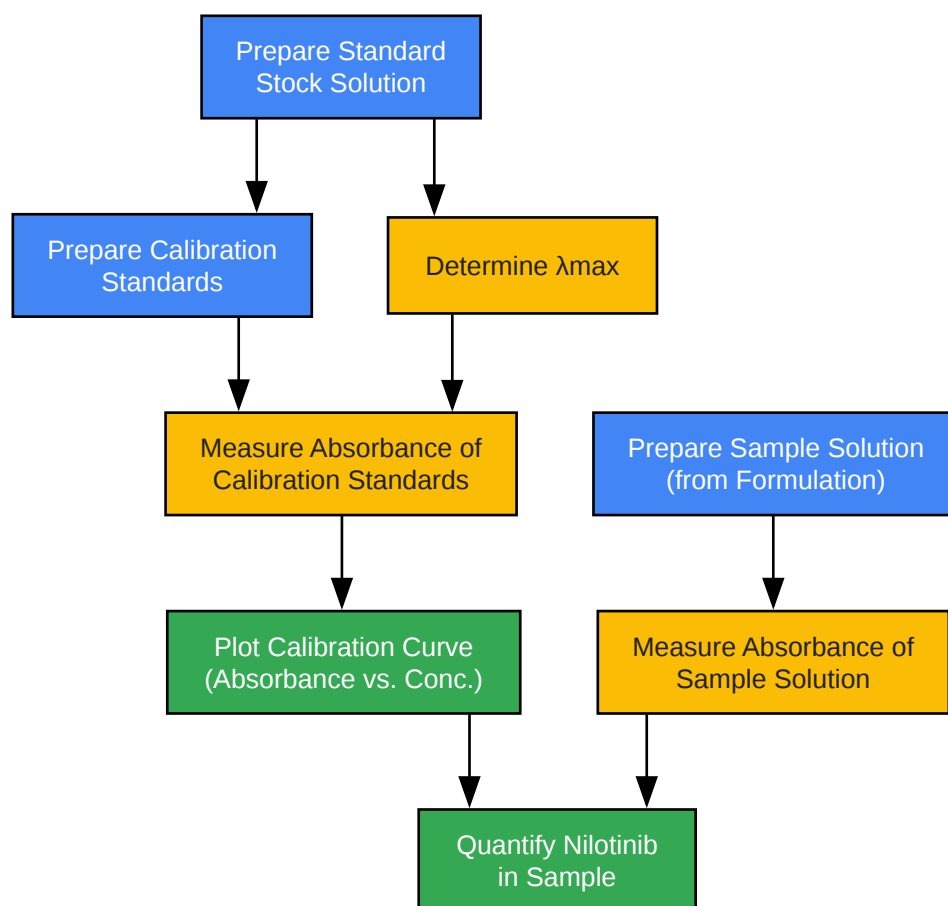 Prepare Standard
Stock Solution
Prepare Calibration
Standards
Determine λmax
Measure Absorbance of
Calibration Standards
Prepare Sample Solution
(from Formulation)
Plot Calibration Curve
(Absorbance vs. Conc.)
Measure Absorbance of
Sample Solution
Quantify Nilotinib
in Sample